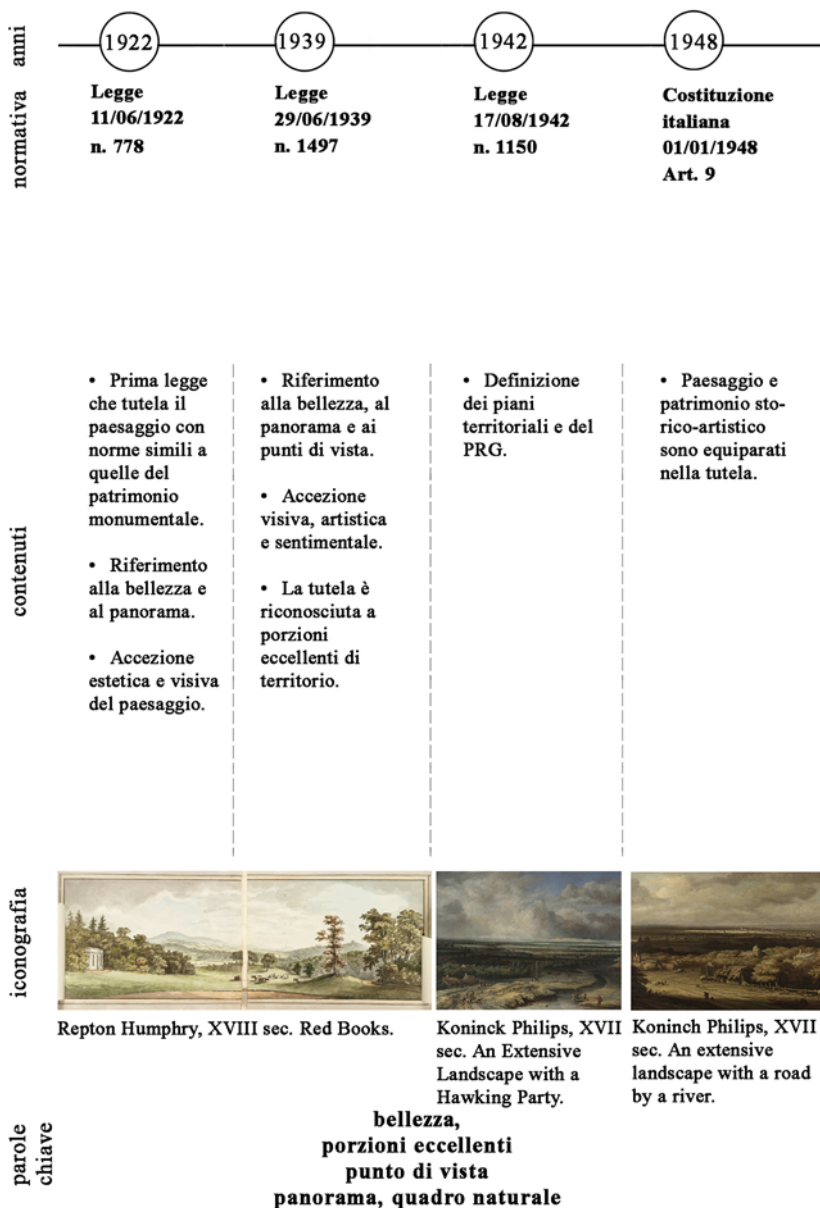 anni
1922
1939
1942
1948
normativa
Legge
11/06/1922
n. 778
Legge
29/06/1939
n. 1497
Legge
17/08/1942
n. 1150
Costituzione
italiana
01/01/1948
Art. 9
contenuti
• Prima legge
che tutela il
paesaggio con
norme simili a
quelle del
patrimonio
monumentale.
• Riferimento
alla bellezza e
al panorama.
• Accezione
estetica e visiva
del paesaggio.
• Riferimento
alla bellezza, al
panorama e ai
punti di vista.
• Accezione
visiva, artistica
e sentimentale.
• La tutela è
riconosciuta a
porzioni
eccellenti di
territorio.
• Definizione
dei piani
territoriali e del
PRG.
• Paesaggio e
patrimonio sto-
rico-artistico
sono equiparati
nella tutela.
iconografia
Repton Humphry, XVIII sec. Red Books.
Koninck Philips, XVII
sec. An Extensive
Landscape with a
Hawking Party.
Koninch Philips, XVII
sec. An extensive
landscape with a road
by a river.
parole
chiave
bellezza,
porzioni eccellenti
punto di vista
panorama, quadro naturale